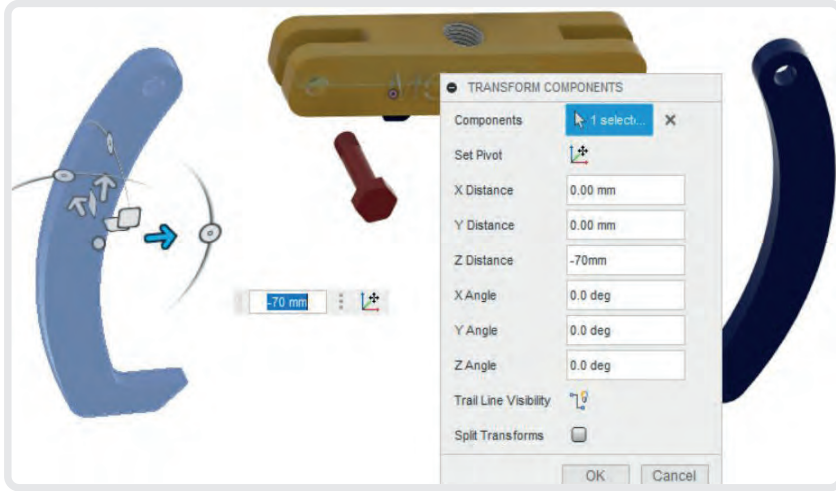 TRANSFORM COMPONENTS
Components 1 selecti...
Set Pivot
X Distance 0.00 mm
Y Distance 0.00 mm
Z Distance -70mm
X Angle 0.0 deg
Y Angle 0.0 deg
Z Angle 0.0 deg
Trail Line Visibility
Split Transforms
OK Cancel
-70 mm